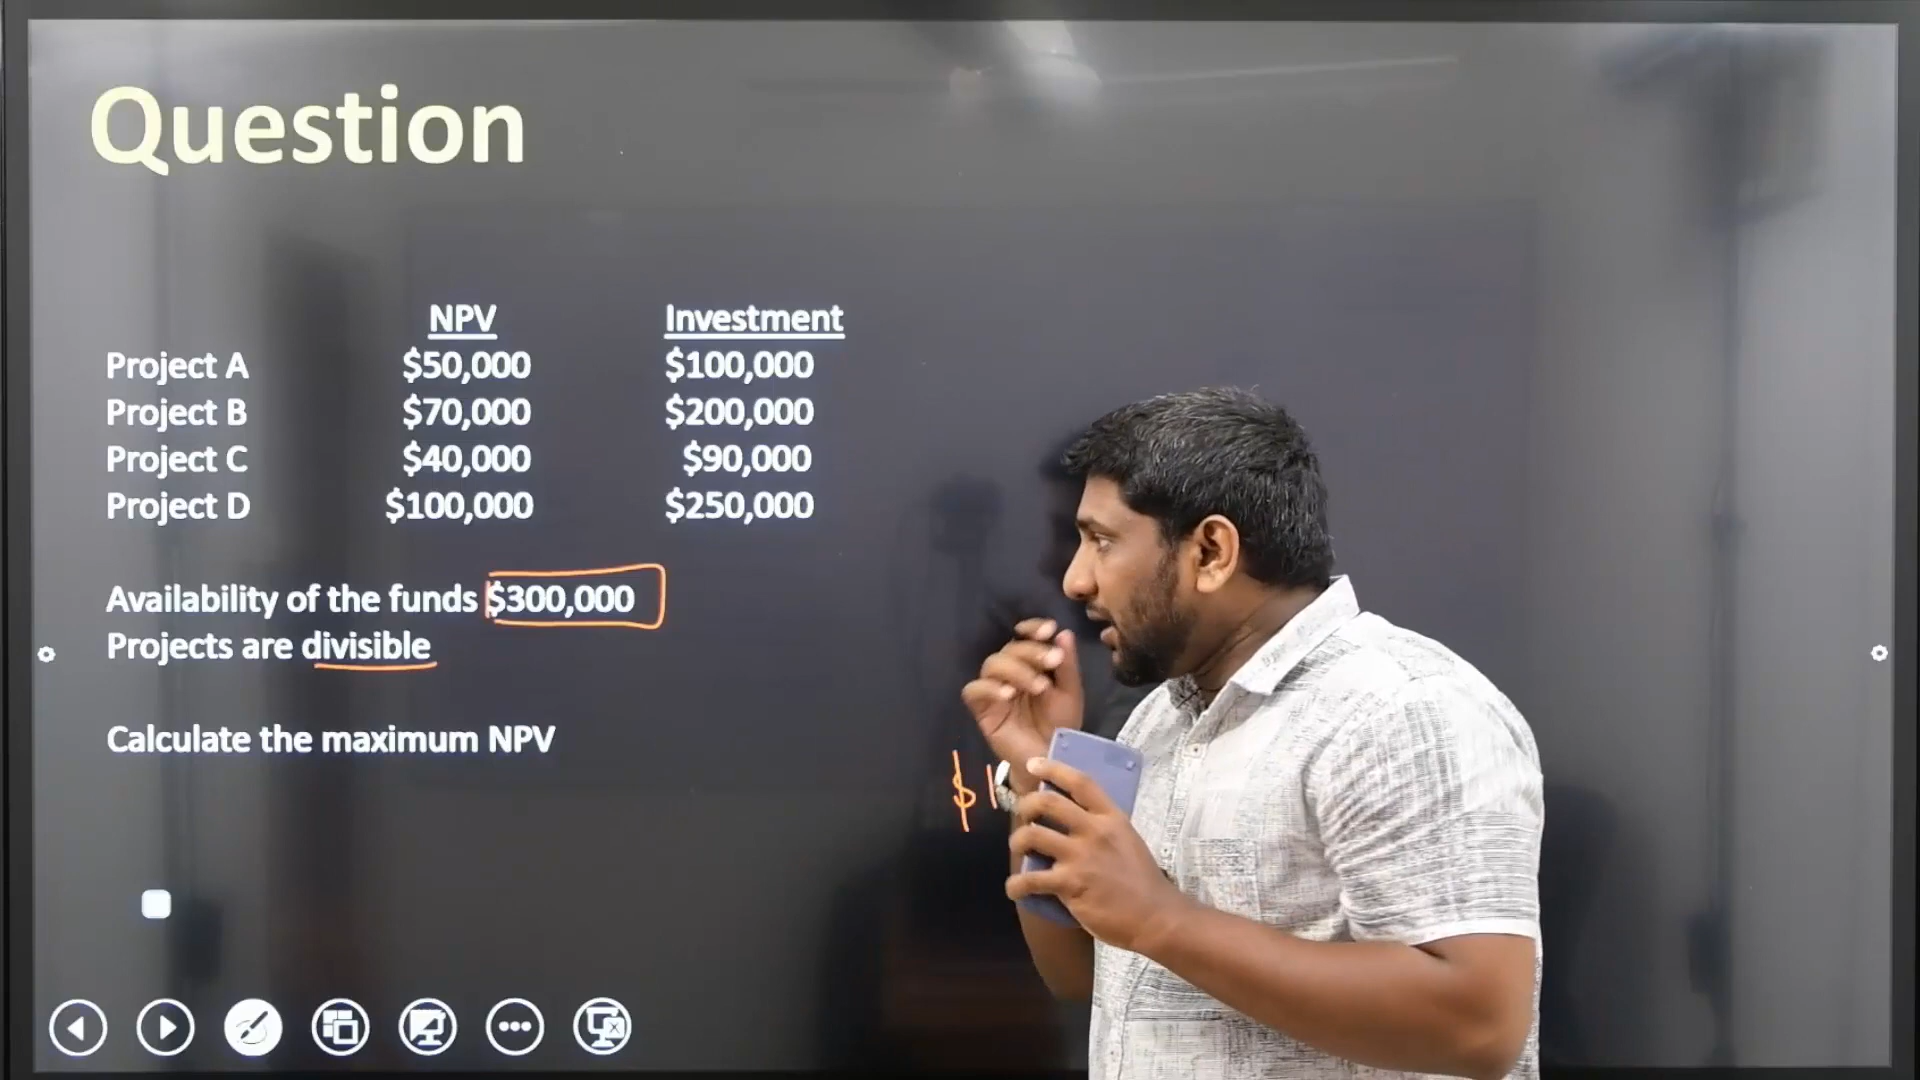 Question
NPV Investment
Project A $50,000 $100,000
Project B $70,000 $200,000
Project C $40,000 $90,000
Project D $100,000 $250,000
Availability of the funds $300,000
Projects are divisible
Calculate the maximum NPV
$1